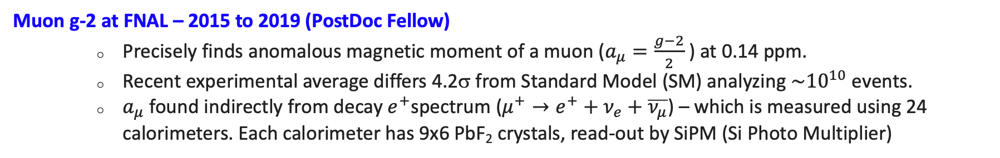 Muon g-2 at FNAL – 2015 to 2019 (PostDoc Fellow)
○ Precisely finds anomalous magnetic moment of a muon ($a_\mu = \frac{g-2}{2}$) at 0.14 ppm.
○ Recent experimental average differs 4.2σ from Standard Model (SM) analyzing ~$10^{10}$ events.
○ $a_\mu$ found indirectly from decay $e^+$spectrum ($\mu^+ \rightarrow e^+ + \nu_e + \overline{\nu_\mu}$) – which is measured using 24
calorimeters. Each calorimeter has 9x6 PbF₂ crystals, read-out by SiPM (Si Photo Multiplier)